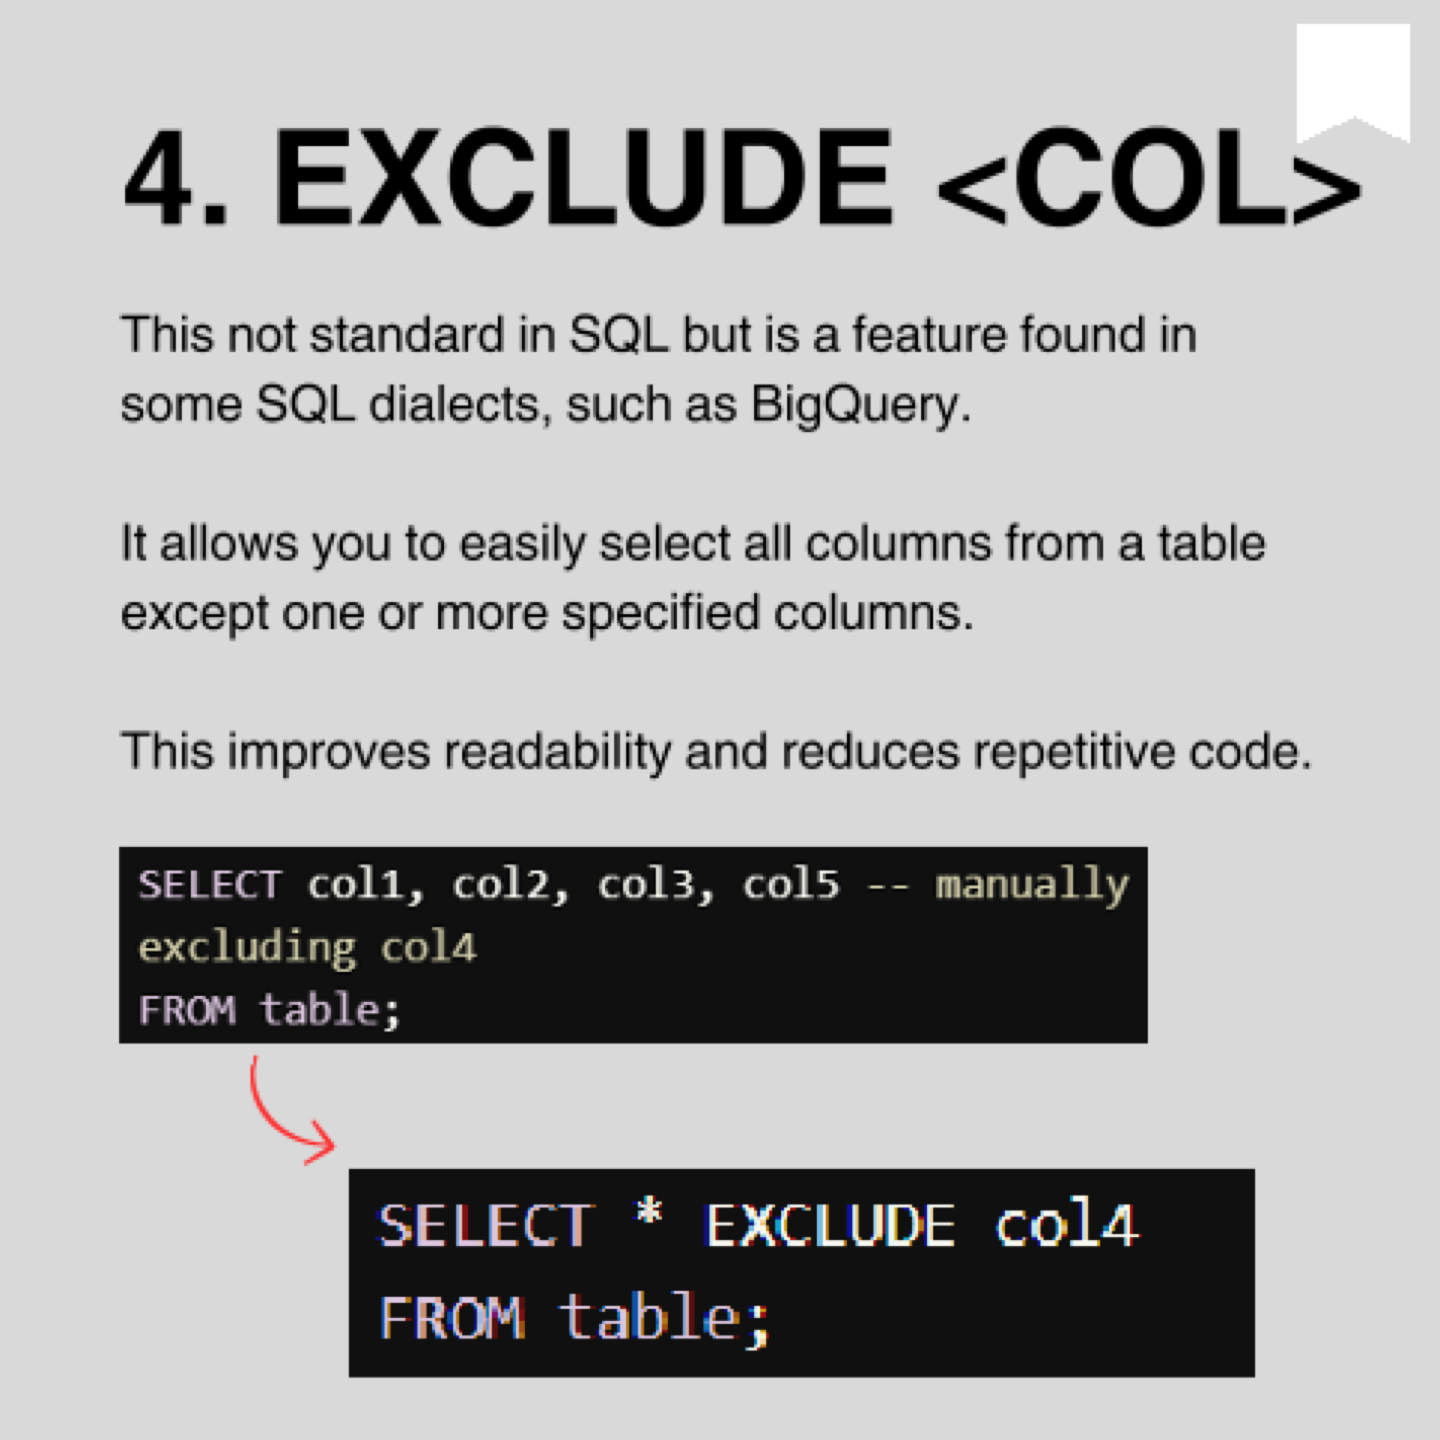 4. EXCLUDE <COL>
This not standard in SQL but is a feature found in
some SQL dialects, such as BigQuery.
It allows you to easily select all columns from a table
except one or more specified columns.
This improves readability and reduces repetitive code.
SELECT col1, col2, col3, col5 -- manually
excluding col4
FROM table;
SELECT * EXCLUDE col4
FROM table;